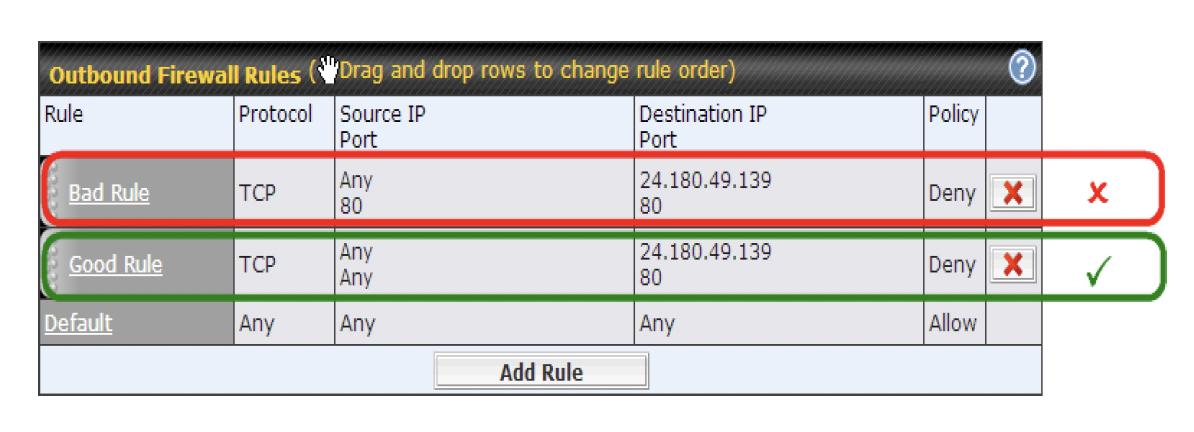 Outbound Firewall Rules (Drag and drop rows to change rule order) ?
Rule Protocol Source IP Destination IP Policy
Port Port
Bad Rule TCP Any 24.180.49.139 Deny
80 80
Good Rule TCP Any 24.180.49.139 Deny
Any 80
Default Any Any Any Allow
Add Rule